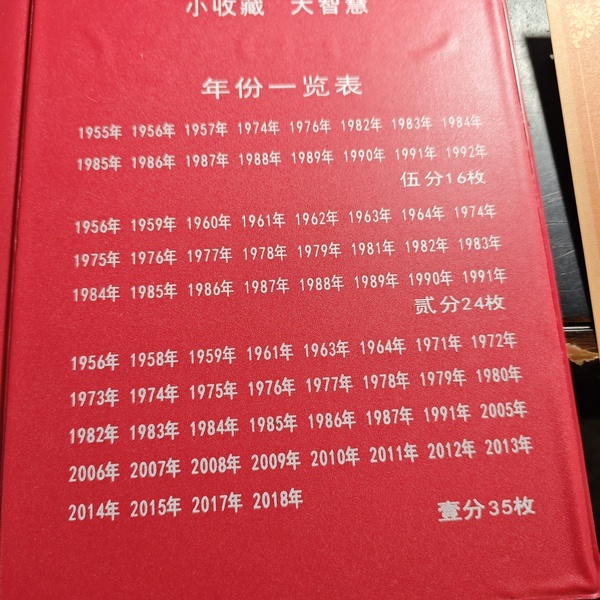 小收藏 大智慧
年份一览表
1955年 1956年 1957年 1974年 1976年 1982年 1983年 1984年
1985年 1986年 1987年 1988年 1989年 1990年 1991年 1992年
伍分16枚
1956年 1959年 1960年 1961年 1962年 1963年 1964年 1974年
1975年 1976年 1977年 1978年 1979年 1981年 1982年 1983年
1984年 1985年 1986年 1987年 1988年 1989年 1990年 1991年
贰分24枚
1956年 1958年 1959年 1961年 1963年 1964年 1971年 1972年
1973年 1974年 1975年 1976年 1977年 1978年 1979年 1980年
1982年 1983年 1984年 1985年 1986年 1987年 1991年 2005年
2006年 2007年 2008年 2009年 2010年 2011年 2012年 2013年
2014年 2015年 2017年 2018年
壹分35枚